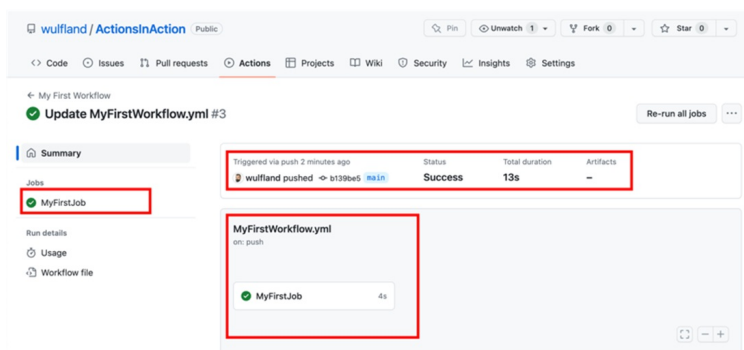 wulfland / ActionsInAction Public
Pin Unwatch 1 Fork 0 Star 0
Code Issues Pull requests Actions Projects Wiki Security Insights Settings
← My First Workflow
Update MyFirstWorkflow.yml #3
Re-run all jobs ...
Summary
Jobs
MyFirstJob
Run details
Usage
Workflow file
Triggered via push 2 minutes ago Status Total duration Artifacts
wulfland pushed b139be5 main Success 13s –
MyFirstWorkflow.yml
on: push
MyFirstJob 4s